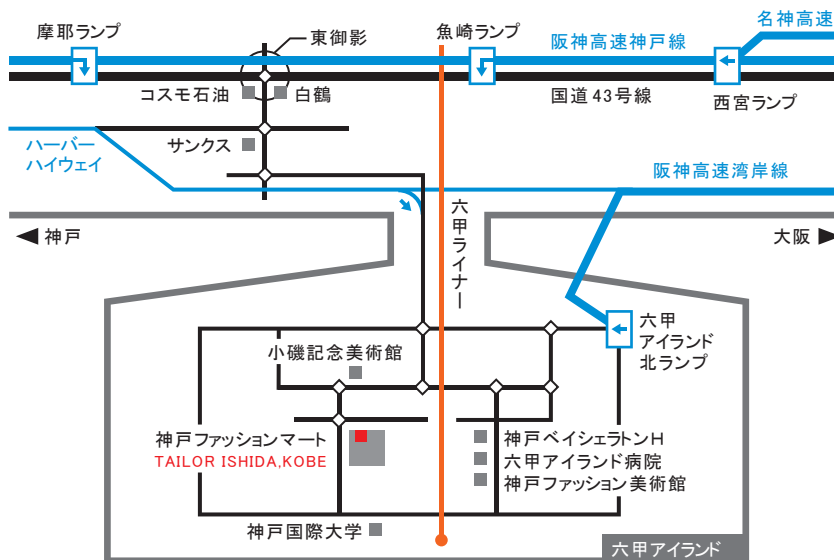 名神高速
摩耶ランプ
東御影
魚崎ランプ
阪神高速神戸線
コスモ石油
白鶴
国道43号線
西宮ランプ
ハーバー
ハイウェイ
サンクス
阪神高速湾岸線
神戸
六甲ライナー
大阪
六甲
アイランド
北ランプ
小磯記念美術館
神戸ファッションマート
TAILOR ISHIDA,KOBE
神戸ベイシェラトンH
六甲アイランド病院
神戸ファッション美術館
神戸国際大学
六甲アイランド